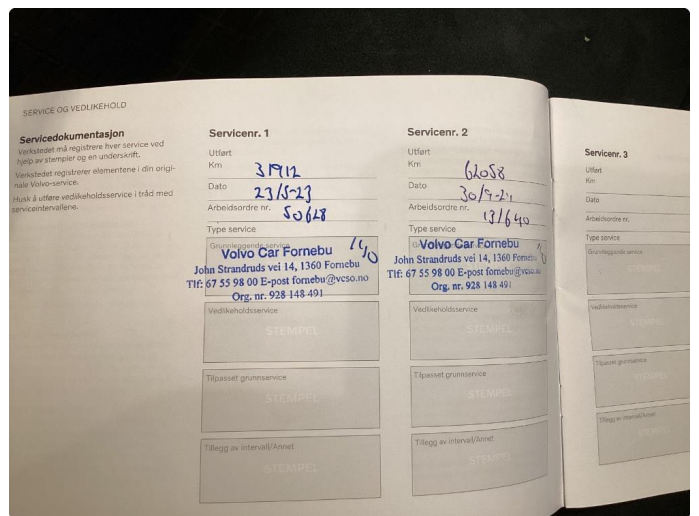 SERVICE OG VEDLIKEHOLD
Servicedokumentasjon
Verkstedet må registrere hver service ved
hjelp av stempler og en underskrift.
Verkstedet registrerer elementene i din origi-
nale Volvo-service.
Husk å utføre vedlikeholdsservice i tråd med
serviceintervallene.
Servicenr. 1
Utført
Km 31912
Dato 23/5-23
Arbeidsordre nr. 50628
Type service
Grunnleggende service
Volvo Car Fornebu
John Strandruds vei 14, 1360 Fornebu
Tlf: 67 55 98 00 E-post fornebu@vcso.no
Org. nr. 928 148 491
Vedlikeholdsservice
STEMPEL
Tilpasset grunnservice
STEMPEL
Tillegg av intervall/Annet
STEMPEL
Servicenr. 2
Utført
Km 62058
Dato
Arbeidsordre nr. 131640
Type service
Volvo Car Fornebu
John Strandruds vei 14, 1360 Fornebu
Tlf: 67 55 98 00 E-post fornebu@vcso.no
Org. nr. 928 148 491
Vedlikeholdsservice
STEMPEL
Tilpasset grunnservice
STEMPEL
Tillegg av intervall/Annet
STEMPEL
Servicenr. 3
Utført
Km
Dato
Arbeidsordre nr.
Type service
Grunnleggende service
STEMPEL
Vedlikeholdsservice
STEMPEL
Tilpasset grunnservice
STEMPEL
Tillegg av intervall/Annet
STEMPEL